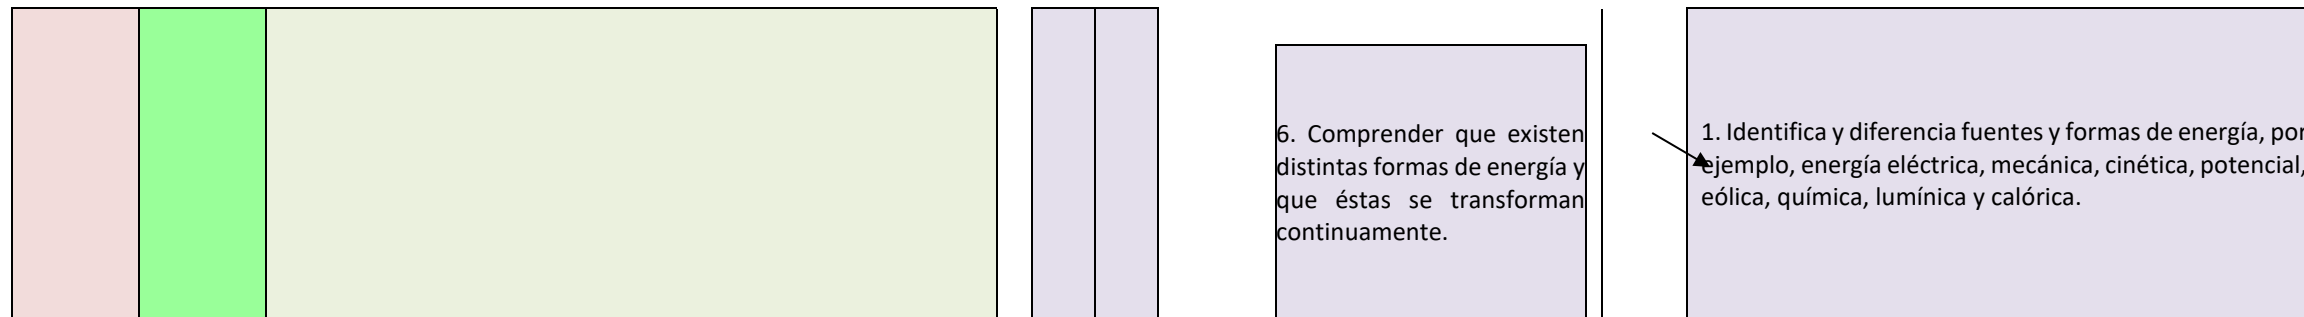 6. Comprender que existen
distintas formas de energía y
que éstas se transforman
continuamente.
1. Identifica y diferencia fuentes y formas de energía, por
ejemplo, energía eléctrica, mecánica, cinética, potencial,
eólica, química, lumínica y calórica.